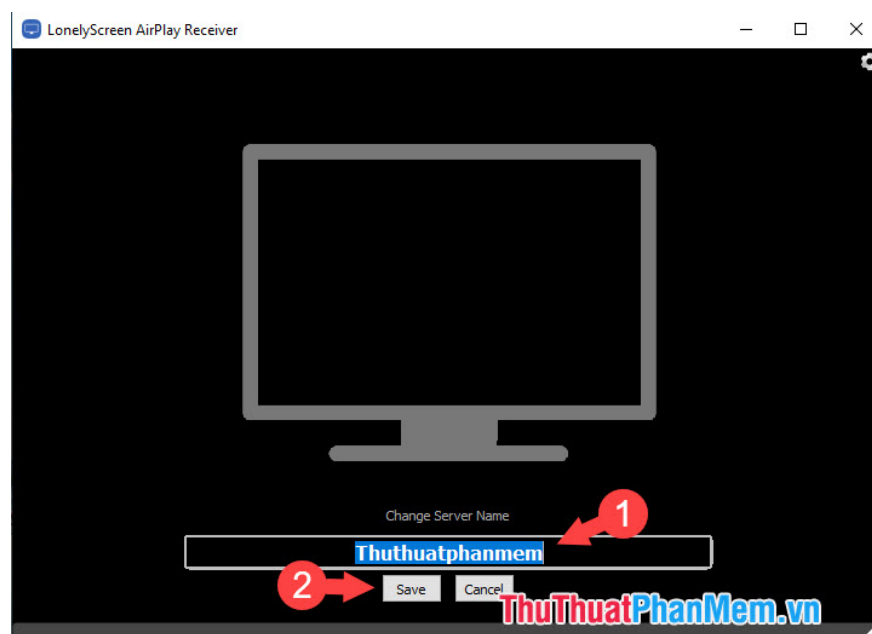 LonelyScreen AirPlay Receiver
Change Server Name
1
Thuthuatphanmem
2
Save Cancel
ThuThuatPhanMem.vn